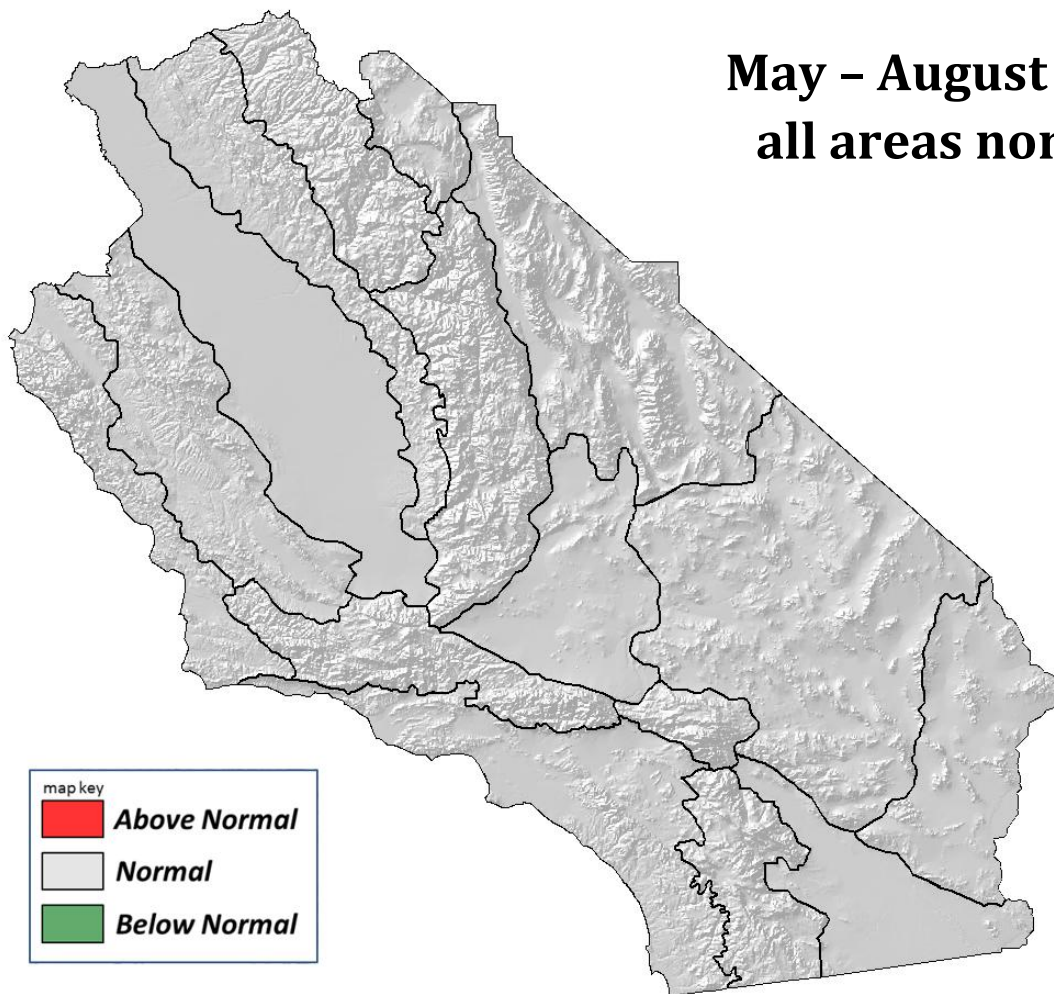 May – August
all areas nor
map key
Above Normal
Normal
Below Normal